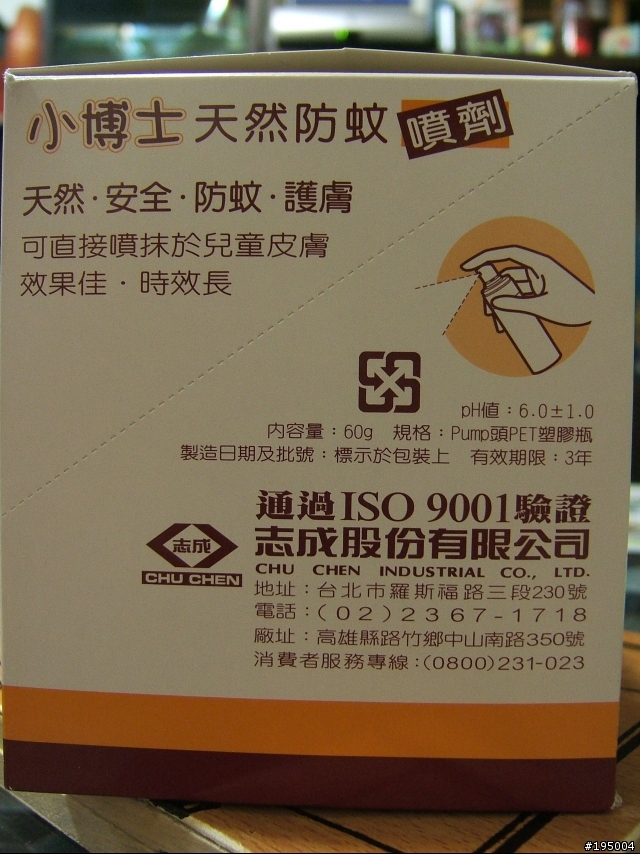 小博士天然防蚊 噴劑
天然·安全·防蚊·護膚
可直接噴抹於兒童皮膚
效果佳·時效長
pH值：6.0±1.0
內容量：60g 規格：Pump頭PET塑膠瓶
製造日期及批號：標示於包裝上 有效期限：3年
通過ISO 9001驗證
志成
CHU CHEN
志成股份有限公司
CHU CHEN INDUSTRIAL CO., LTD.
地址：台北市羅斯福路三段230號
電話：(02)2367-1718
廠址：高雄縣路竹鄉中山南路350號
消費者服務專線：(0800)231-023
#195004